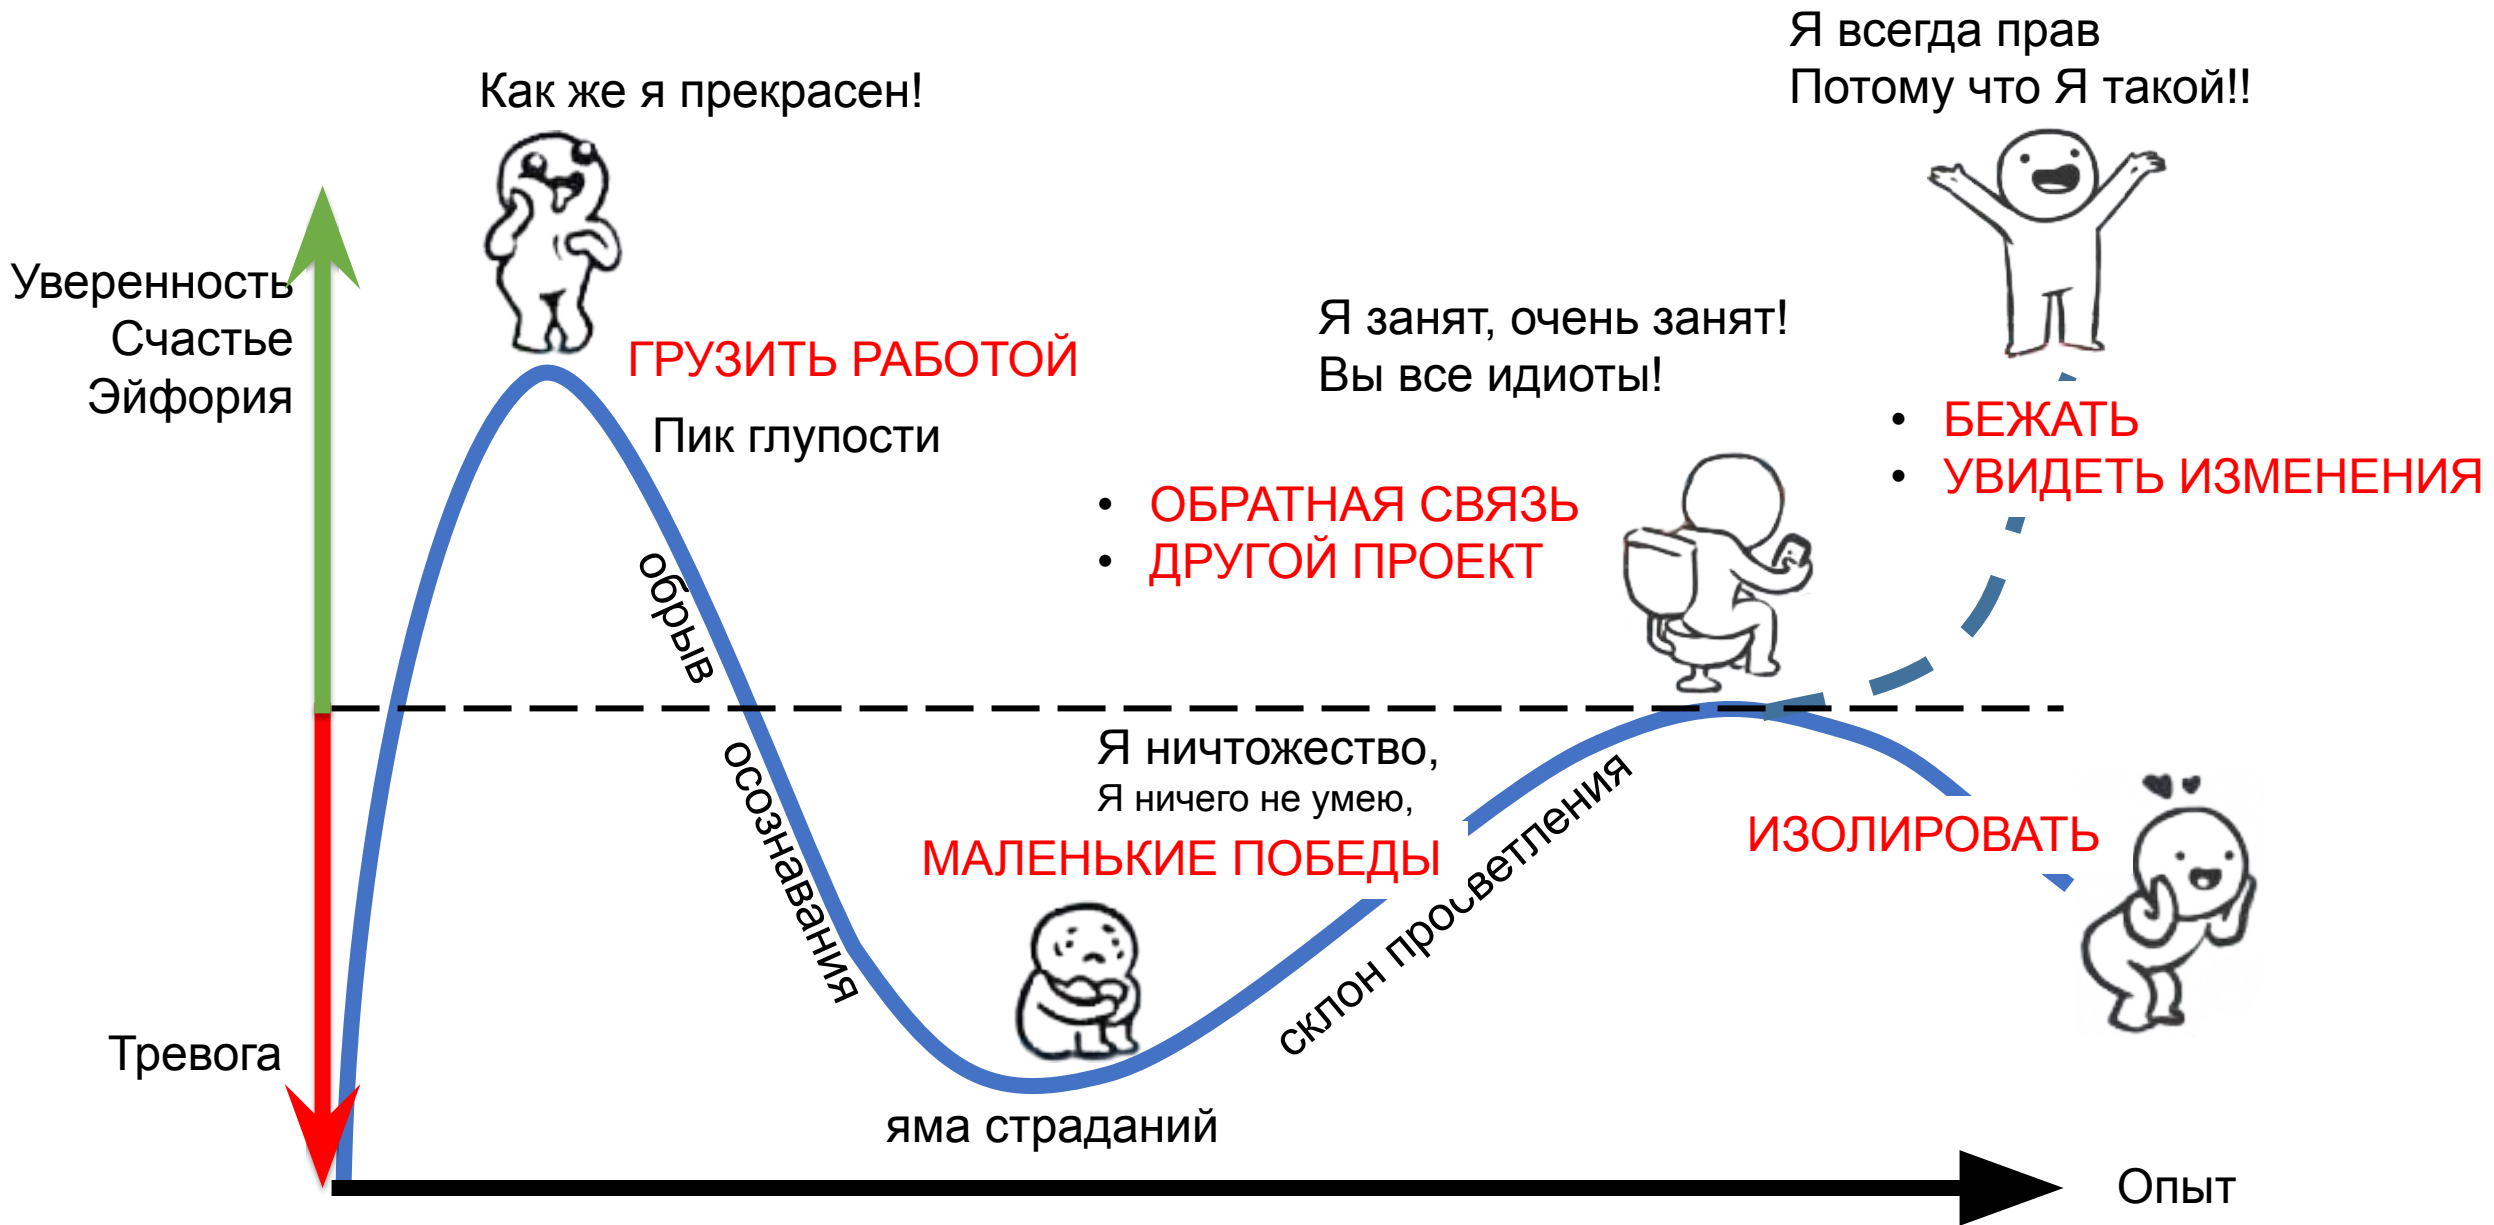 Я всегда прав
Потому что Я такой!!
Как же я прекрасен!
Уверенность
Счастье
Эйфория
Я занят, очень занят!
Вы все идиоты!
ГРУЗИТЬ РАБОТОЙ
Пик глупости
• БЕЖАТЬ
• УВИДЕТЬ ИЗМЕНЕНИЯ
• ОБРАТНАЯ СВЯЗЬ
• ДРУГОЙ ПРОЕКТ
обрыв осознавания
Я ничтожество,
Я ничего не умею,
МАЛЕНЬКИЕ ПОБЕДЫ
склон просветления
ИЗОЛИРОВАТЬ
Тревога
яма страданий
Опыт